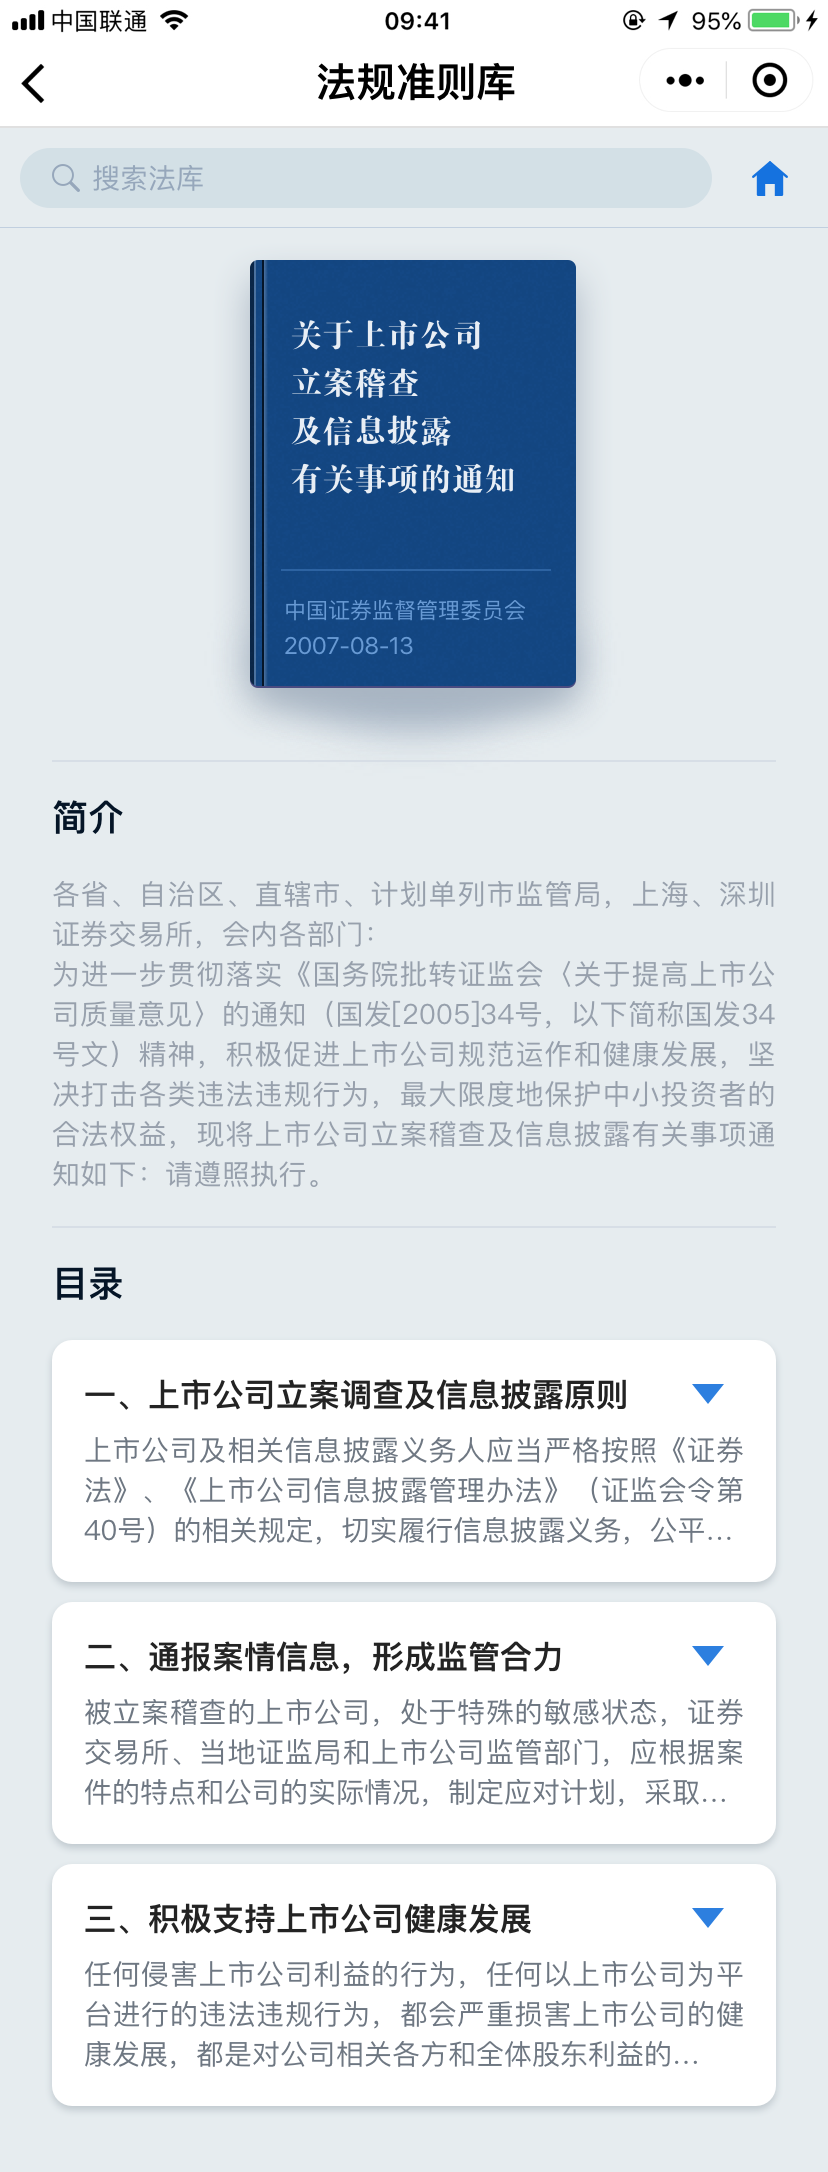 中国联通
09:41
95%
法规准则库
搜索法库
关于上市公司
立案稽查
及信息披露
有关事项的通知
中国证券监督管理委员会
2007-08-13
简介
各省、自治区、直辖市、计划单列市监管局，上海、深圳
证券交易所，会内各部门：
为进一步贯彻落实《国务院批转证监会〈关于提高上市公
司质量意见〉的通知（国发[2005]34号，以下简称国发34
号文）精神，积极促进上市公司规范运作和健康发展，坚
决打击各类违法违规行为，最大限度地保护中小投资者的
合法权益，现将上市公司立案稽查及信息披露有关事项通
知如下：请遵照执行。
目录
一、上市公司立案调查及信息披露原则
上市公司及相关信息披露义务人应当严格按照《证券
法》、《上市公司信息披露管理办法》（证监会令第
40号）的相关规定，切实履行信息披露义务，公平...
二、通报案情信息，形成监管合力
被立案稽查的上市公司，处于特殊的敏感状态，证券
交易所、当地证监局和上市公司监管部门，应根据案
件的特点和公司的实际情况，制定应对计划，采取...
三、积极支持上市公司健康发展
任何侵害上市公司利益的行为，任何以上市公司为平
台进行的违法违规行为，都会严重损害上市公司的健
康发展，都是对公司相关各方和全体股东利益的...